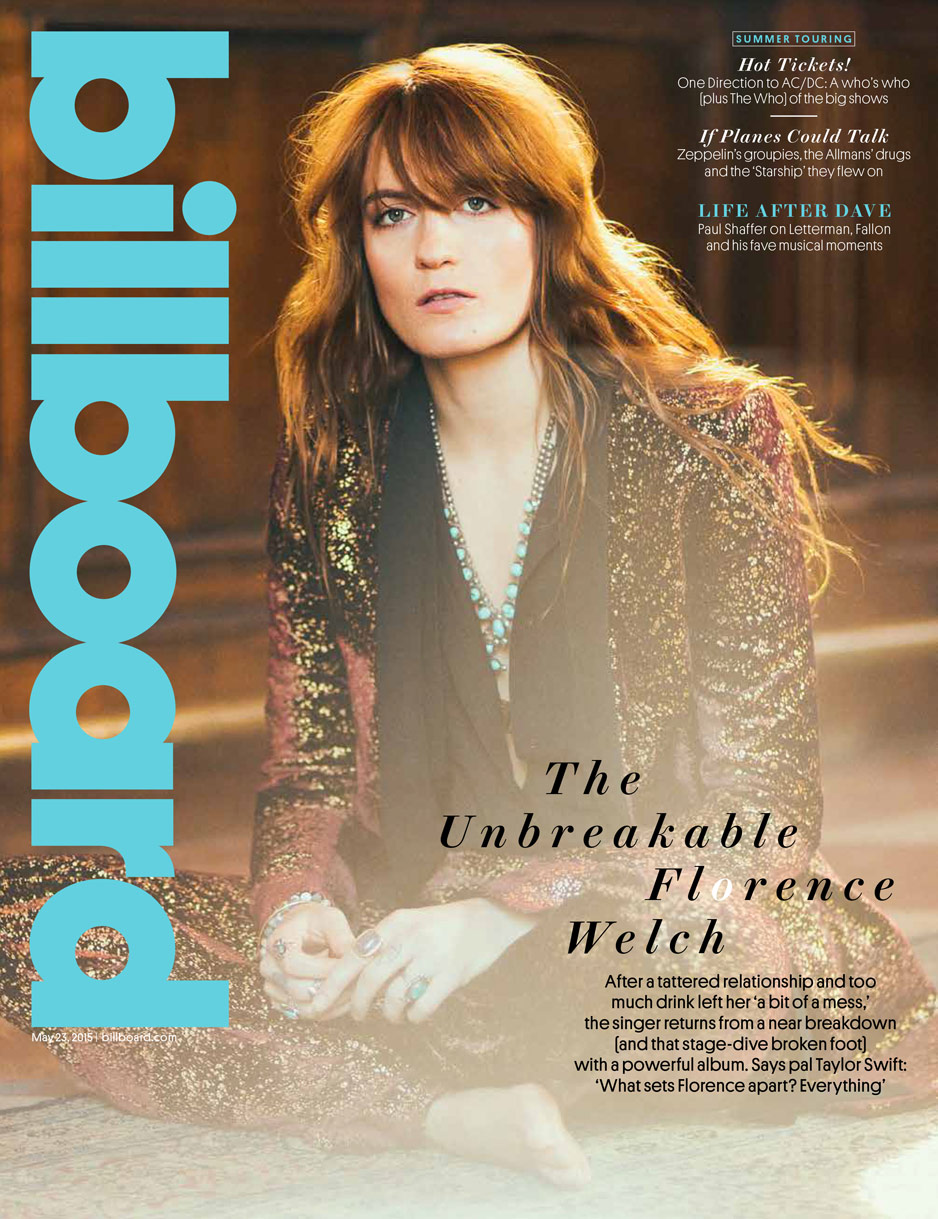 billboard
SUMMER TOURING
Hot Tickets!
One Direction to AC/DC: A who's who
(plus The Who) of the big shows
If Planes Could Talk
Zeppelin's groupies, the Allmans' drugs
and the 'Starship' they flew on
LIFE AFTER DAVE
Paul Shaffer on Letterman, Fallon
and his fave musical moments
The
Unbreakable
Florence
Welch
After a tattered relationship and too
much drink left her 'a bit of a mess,'
the singer returns from a near breakdown
(and that stage-dive broken foot)
with a powerful album. Says pal Taylor Swift:
'What sets Florence apart? Everything'
May 23, 2015 | billboard.com